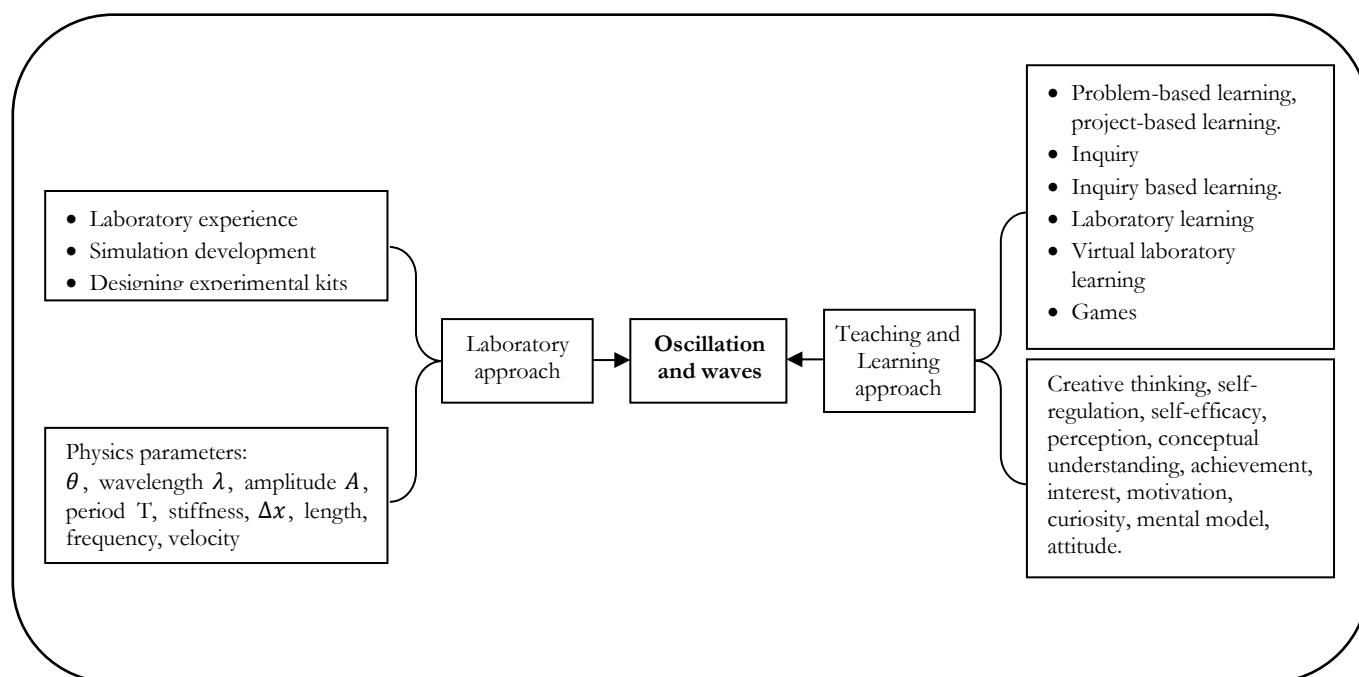 • Laboratory experience
• Simulation development
• Designing experimental kits
Physics parameters:
𝜃, wavelength 𝜆, amplitude 𝐴,
period T, stiffness, Δ𝑥, length,
frequency, velocity
Laboratory
approach
Oscillation
and waves
Teaching and
Learning
approach
• Problem-based learning,
project-based learning.
• Inquiry
• Inquiry based learning.
• Laboratory learning
• Virtual laboratory
learning
• Games
Creative thinking, self-
regulation, self-efficacy,
perception, conceptual
understanding, achievement,
interest, motivation,
curiosity, mental model,
attitude.